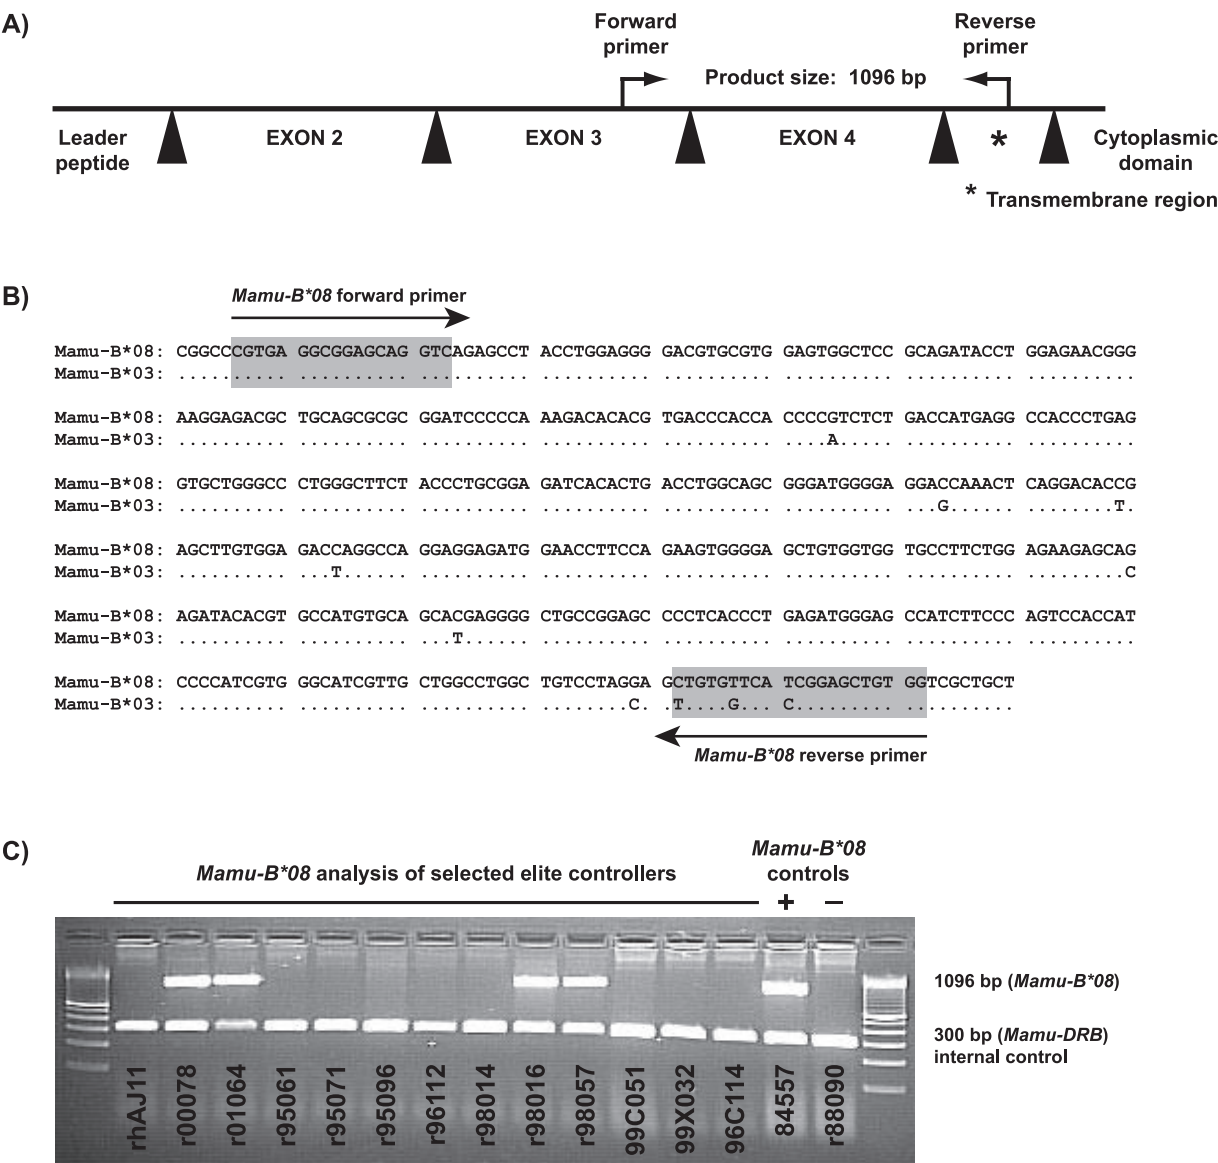 A)
Forward primer
Reverse primer
Product size: 1096 bp
Leader peptide
EXON 2
EXON 3
EXON 4
*
Cytoplasmic domain
* Transmembrane region
B)
Mamu-B*08 forward primer
Mamu-B*08: CGGCCCGTGA GGCGGAGCAG GTCAGAGCCT ACCTGGAGGG GACGTGCGTG GAGTGGCTCC GCAGATACCT GGAGAACGGG
Mamu-B*03: .......... .......... .......... .......... .......... .......... .......... ..........
Mamu-B*08: AAGGAGACGC TGCAGCGCGC GGATCCCCCA AAGACACACG TGACCCACCA CCCCGTCTCT GACCATGAGG CCACCCTGAG
Mamu-B*03: .......... .......... .......... .......... .......... ....A..... .......... ..........
Mamu-B*08: GTGCTGGGCC CTGGGCTTCT ACCCTGCGGA GATCACACTG ACCTGGCAGC GGGATGGGGA GGACCAAACT CAGGACACCG
Mamu-B*03: .......... .......... .......... .......... .......... .......... ...G...... ........T.
Mamu-B*08: AGCTTGTGGA GACCAGGCCA GGAGGAGATG GAACCTTCCA GAAGTGGGGA GCTGTGGTGG TGCCTTCTGG AGAAGAGCAG
Mamu-B*03: .......... ...T...... .......... .......... .......... .......... .......... .........C
Mamu-B*08: AGATACACGT GCCATGTGCA GCACGAGGGG CTGCCGGAGC CCCTCACCCT GAGATGGGAG CCATCTTCCC AGTCCACCAT
Mamu-B*03: .......... .......... ...T...... .......... .......... .......... .......... ..........
Mamu-B*08: CCCCATCGTG GGCATCGTTG CTGGCCTGGC TGTCCTAGGA GCTGTGTTCA TCGGAGCTGT GGTCGCTGCT
Mamu-B*03: .......... .......... .......... ........C. .T....G... C......... ..........
Mamu-B*08 reverse primer
C)
Mamu-B*08 analysis of selected elite controllers
Mamu-B*08 controls
+ −
1096 bp (Mamu-B*08)
300 bp (Mamu-DRB)
internal control
rhAJ11 r00078 r01064 r95061 r95071 r95096 r96112 r98014 r98016 r98057 99C051 99X032 96C114 84557 r88090